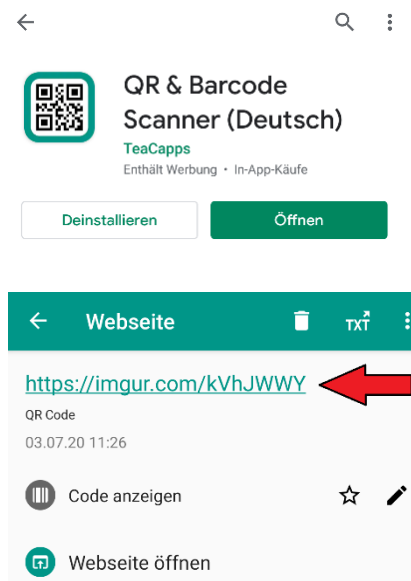 QR & Barcode
Scanner (Deutsch)
TeaCapps
Enthält Werbung • In-App-Käufe
Deinstallieren
Öffnen
Webseite
TXT
https://imgur.com/kVhJWWY
QR Code
03.07.20 11:26
Code anzeigen
Webseite öffnen